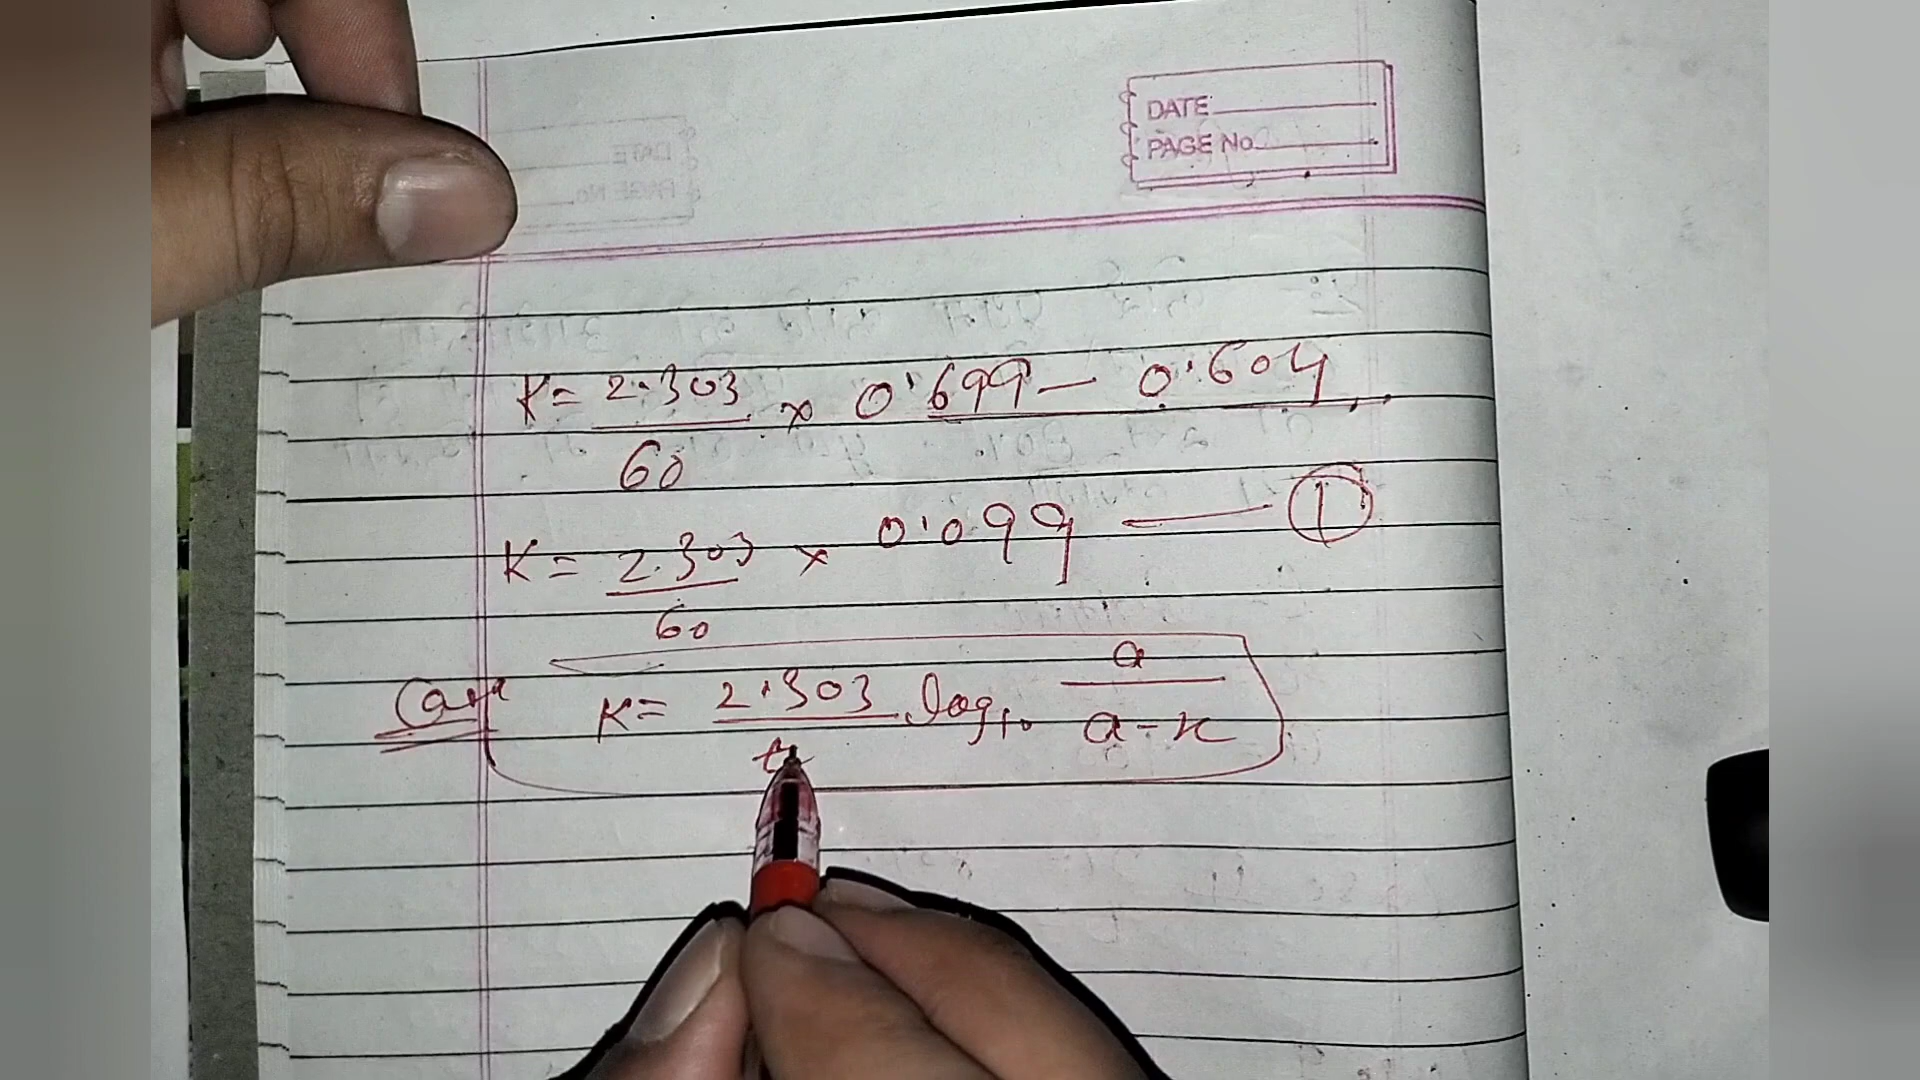 DATE
PAGE No.
K = 2.303 / 60 × 0.699 — 0.604
K = 2.303 / 60 × 0.099 — 1
Case K = 2.303 / t log10 a / a - x